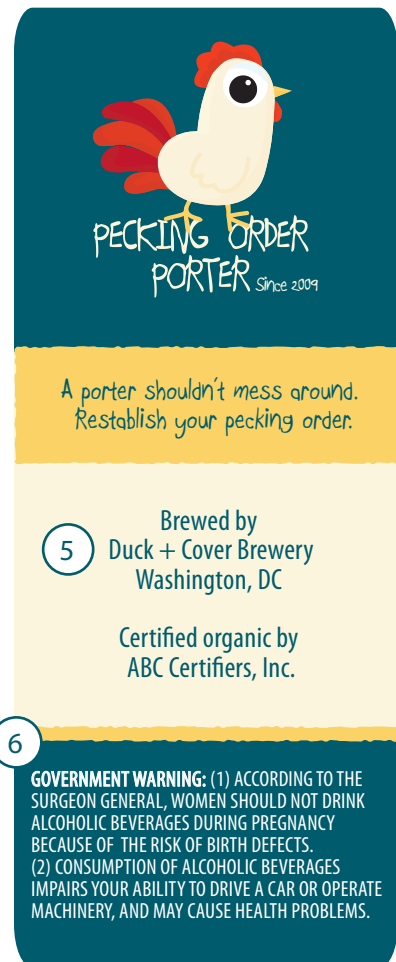 PECKING ORDER
PORTER Since 2009
A porter shouldn't mess around.
Restablish your pecking order.
5
Brewed by
Duck + Cover Brewery
Washington, DC
Certified organic by
ABC Certifiers, Inc.
6
GOVERNMENT WARNING: (1) ACCORDING TO THE
SURGEON GENERAL, WOMEN SHOULD NOT DRINK
ALCOHOLIC BEVERAGES DURING PREGNANCY
BECAUSE OF THE RISK OF BIRTH DEFECTS.
(2) CONSUMPTION OF ALCOHOLIC BEVERAGES
IMPAIRS YOUR ABILITY TO DRIVE A CAR OR OPERATE
MACHINERY, AND MAY CAUSE HEALTH PROBLEMS.